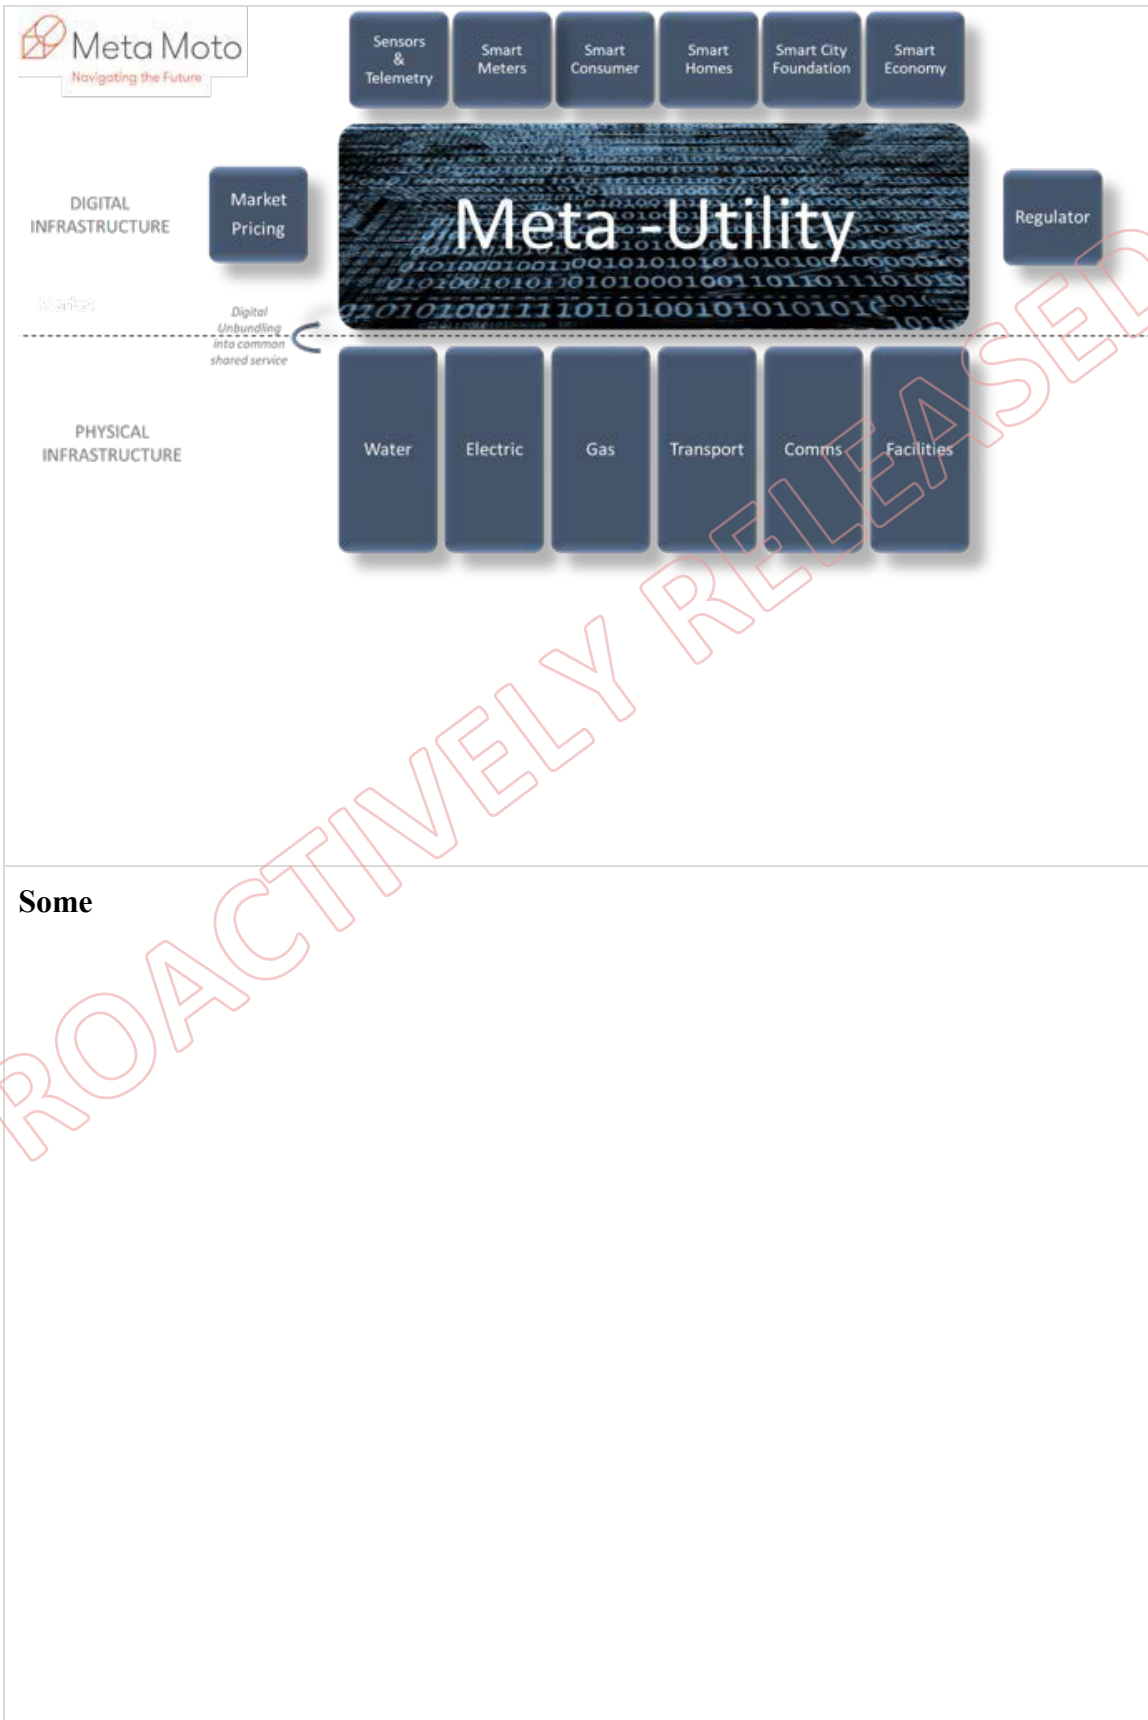 Meta Moto
Navigating the Future
Sensors
&
Telemetry
Smart
Meters
Smart
Consumer
Smart
Homes
Smart City
Foundation
Smart
Economy
DIGITAL
INFRASTRUCTURE
Market
Pricing
Meta -Utility
Regulator
Market
Digital
Unbundling
into common
shared service
PHYSICAL
INFRASTRUCTURE
Water
Electric
Gas
Transport
Comms
Facilities
ROACTIVELY RELEASED
Some